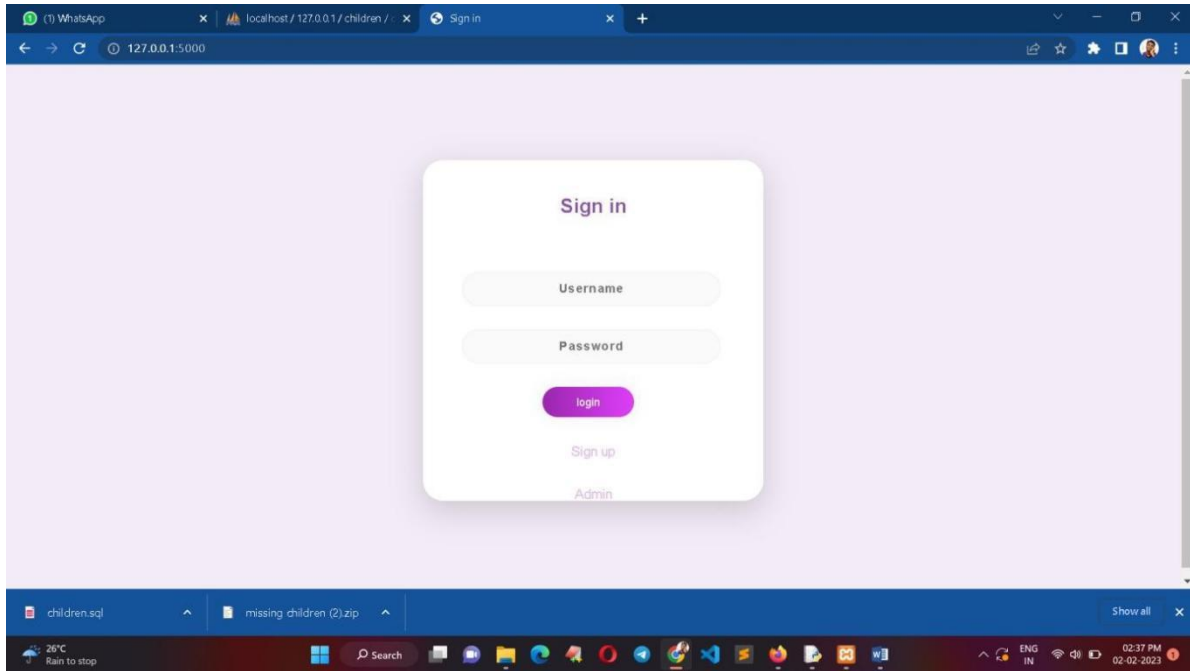 (1) WhatsApp
localhost / 127.0.0.1 / children /
Sign in
127.0.0.1:5000
Sign in
Username
Password
login
Sign up
Admin
children.sql
missing children (2).zip
Show all
26°C
Rain to stop
Search
ENG
IN
02:37 PM
02-02-2023